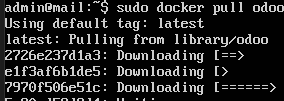 admin@mail:~$ sudo docker pull odoo
Using default tag: latest
latest: Pulling from library/odoo
2726e237d1a3: Downloading [==>
e1f3af6b1de5: Downloading [>
7970f506e51c: Downloading [======>